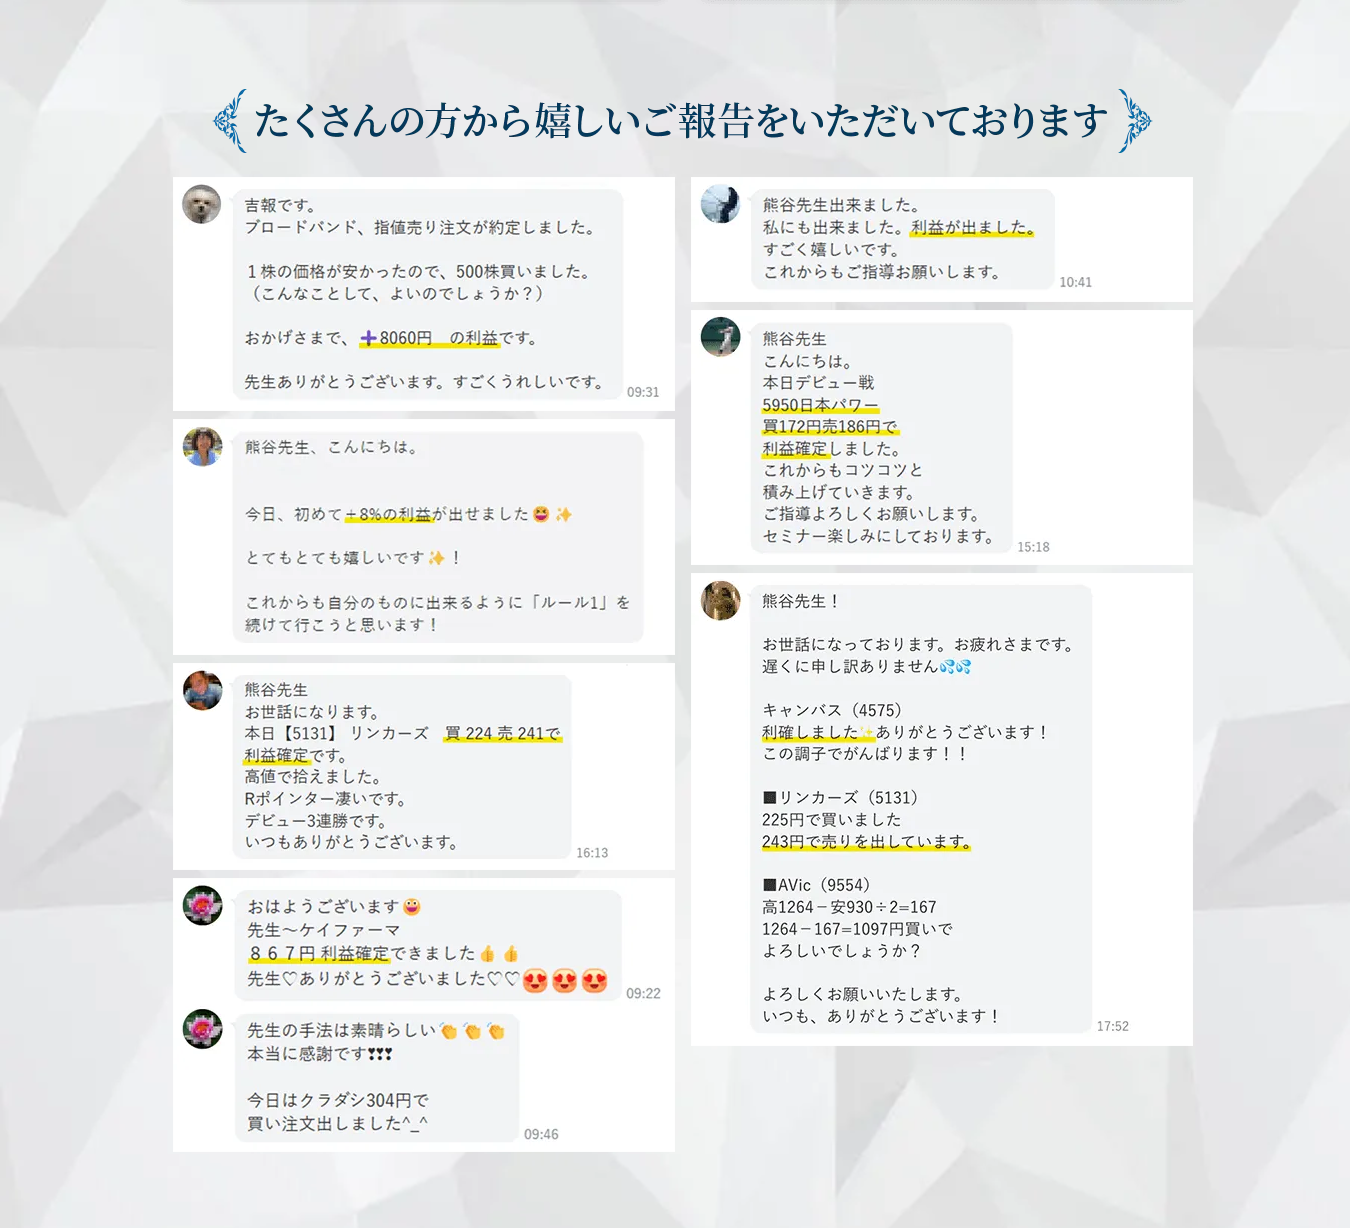 たくさんの方から嬉しいご報告をいただいております
吉報です。
ブロードバンド、指値売り注文が約定しました。
１株の価格が安かったので、500株買いました。
（こんなことして、よいのでしょうか？）
おかげさまで、➕8060円　の利益です。
先生ありがとうございます。すごくうれしいです。
09:31
熊谷先生、こんにちは。
今日、初めて＋8%の利益が出せました😆✨
とてもとても嬉しいです✨！
これからも自分のものに出来るように「ルール1」を
続けて行こうと思います！
熊谷先生
お世話になります。
本日【5131】 リンカーズ　買 224 売 241で
利益確定です。
高値で拾えました。
Rポインター凄いです。
デビュー3連勝です。
いつもありがとうございます。
16:13
おはようございます😀
先生〜ケイファーマ
８６７円 利益確定できました👍👍
先生♡ありがとうございました♡♡😍😍😍
09:22
先生の手法は素晴らしい👏👏👏
本当に感謝です❣❣❣
今日はクラダシ304円で
買い注文出しました^_^
09:46
熊谷先生出来ました。
私にも出来ました。利益が出ました。
すごく嬉しいです。
これからもご指導お願いします。
10:41
熊谷先生
こんにちは。
本日デビュー戦
5950日本パワー
買172円売186円で
利益確定しました。
これからもコツコツと
積み上げていきます。
ご指導よろしくお願いします。
セミナー楽しみにしております。
15:18
熊谷先生！
お世話になっております。お疲れさまです。
遅くに申し訳ありません💦💦
キャンバス（4575）
利確しました✨ありがとうございます！
この調子でがんばります！！
■リンカーズ（5131）
225円で買いました
243円で売りを出しています。
■AVic（9554）
高1264－安930÷2=167
1264－167=1097円買いで
よろしいでしょうか？
よろしくお願いいたします。
いつも、ありがとうございます！
17:52